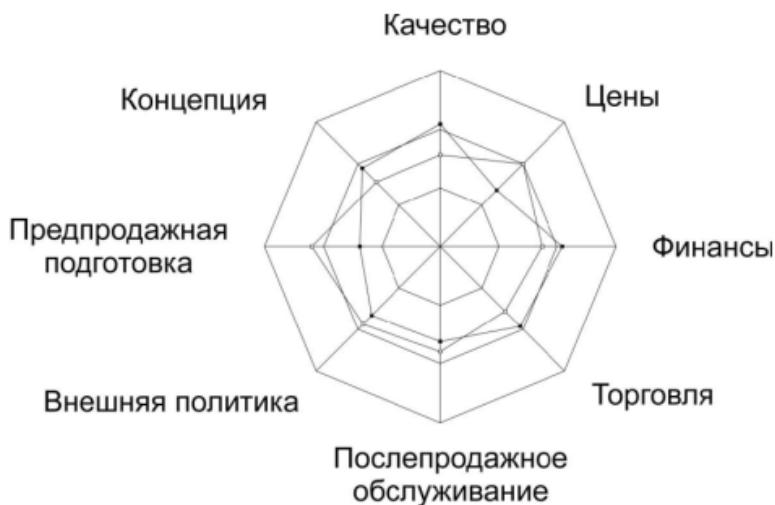 Качество
Концепция
Цены
Предпродажная
подготовка
Финансы
Внешняя политика
Торговля
Послепродажное
обслуживание